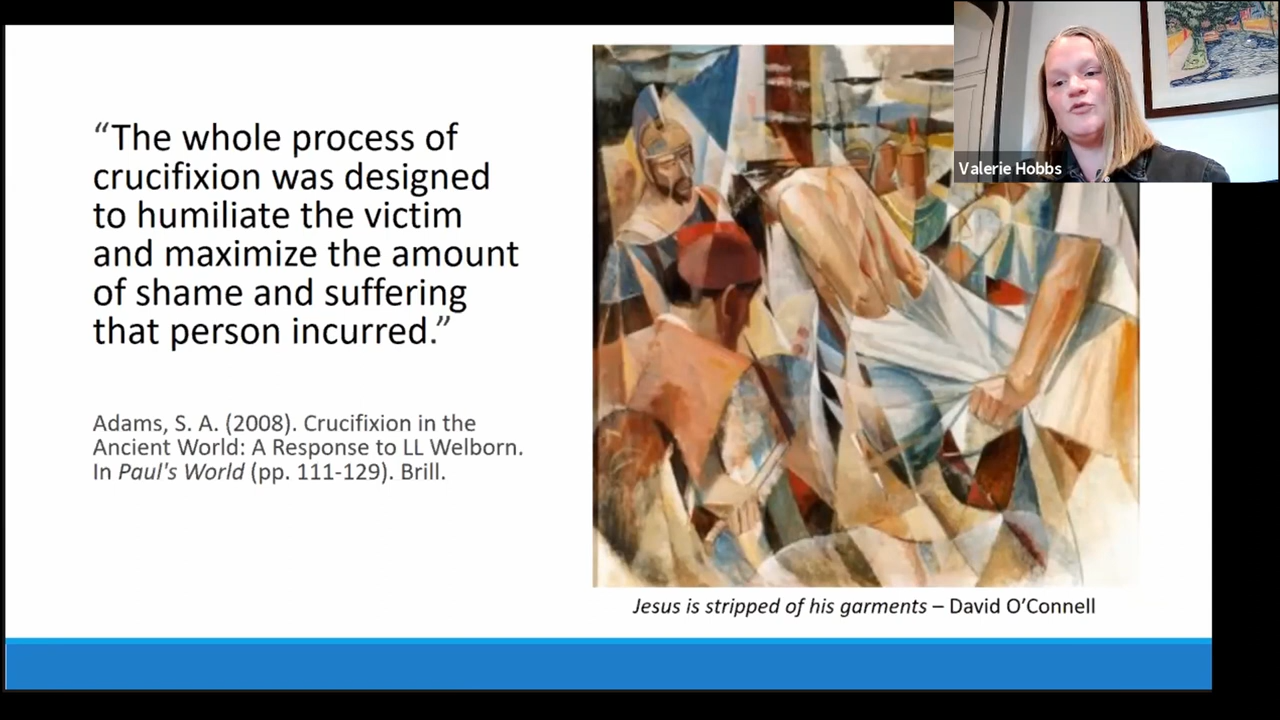 “The whole process of
crucifixion was designed
to humiliate the victim
and maximize the amount
of shame and suffering
that person incurred.”
Adams, S. A. (2008). Crucifixion in the
Ancient World: A Response to LL Welborn.
In Paul's World (pp. 111-129). Brill.
Jesus is stripped of his garments – David O’Connell
Valerie Hobbs